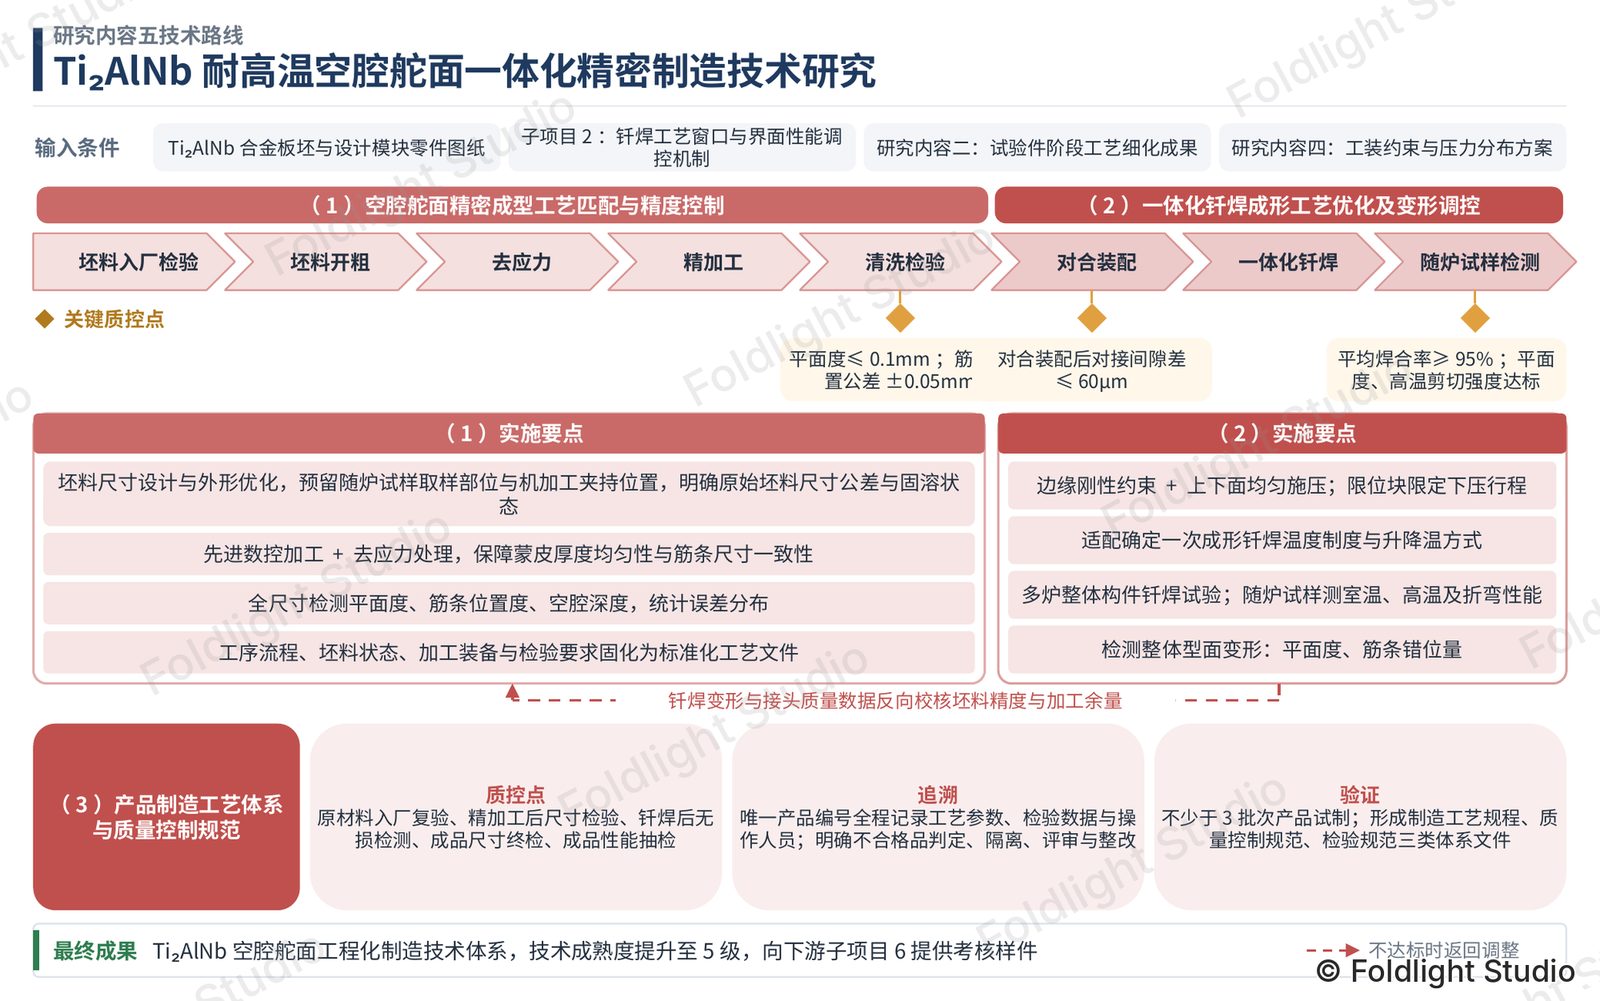 研究内容五技术路线
Ti₂AlNb 耐高温空腔舵面一体化精密制造技术研究
输入条件
Ti₂AlNb 合金板坯与设计模块零件图纸
子项目 2 ：钎焊工艺窗口与界面性能调
控机制
研究内容二：试验件阶段工艺细化成果
研究内容四：工装约束与压力分布方案
（ 1 ）空腔舵面精密成型工艺匹配与精度控制
（ 2 ）一体化钎焊成形工艺优化及变形调控
坯料入厂检验
坯料开粗
去应力
精加工
清洗检验
对合装配
一体化钎焊
随炉试样检测
关键质控点
平面度≤ 0.1mm ；筋
置公差 ±0.05mm
对合装配后对接间隙差
≤ 60μm
平均焊合率≥ 95% ；平面
度、高温剪切强度达标
（ 1 ）实施要点
坯料尺寸设计与外形优化，预留随炉试样取样部位与机加工夹持位置，明确原始坯料尺寸公差与固溶状
态
先进数控加工 + 去应力处理，保障蒙皮厚度均匀性与筋条尺寸一致性
全尺寸检测平面度、筋条位置度、空腔深度，统计误差分布
工序流程、坯料状态、加工装备与检验要求固化为标准化工艺文件
（ 2 ）实施要点
边缘刚性约束 + 上下面均匀施压；限位块限定下压行程
适配确定一次成形钎焊温度制度与升降温方式
多炉整体构件钎焊试验；随炉试样测室温、高温及折弯性能
检测整体型面变形：平面度、筋条错位量
钎焊变形与接头质量数据反向校核坯料精度与加工余量
（ 3 ）产品制造工艺体系
与质量控制规范
质控点
原材料入厂复验、精加工后尺寸检验、钎焊后无
损检测、成品尺寸终检、成品性能抽检
追溯
唯一产品编号全程记录工艺参数、检验数据与操
作人员；明确不合格品判定、隔离、评审与整改
验证
不少于 3 批次产品试制；形成制造工艺规程、质
量控制规范、检验规范三类体系文件
最终成果
Ti₂AlNb 空腔舵面工程化制造技术体系，技术成熟度提升至 5 级，向下游子项目 6 提供考核样件
不达标时返回调整
© Foldlight Studio